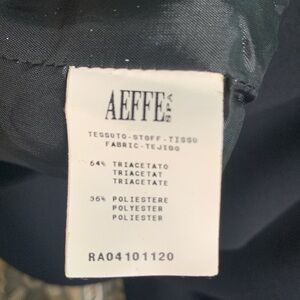 AEFFE SPA
TESSUTO-STOFF-TISSU
FABRIC-TEJIDO
64% TRIACETATO
TRIACETAT
TRIACETATE
36% POLIESTERE
POLYESTER
POLIESTER
RA04101120